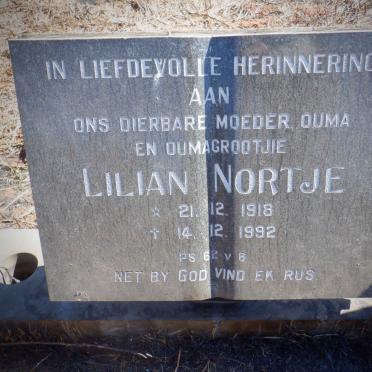 IN LIEFDEVOLLE HERINNERING
AAN
ONS DIERBARE MOEDER, OUMA
EN OUMAGROOTJIE
LILIAN NORTJE
☆ 21. 12. 1918
✝ 14. 12. 1992
PS 62 v 6
NET BY GOD VIND EK RUS.